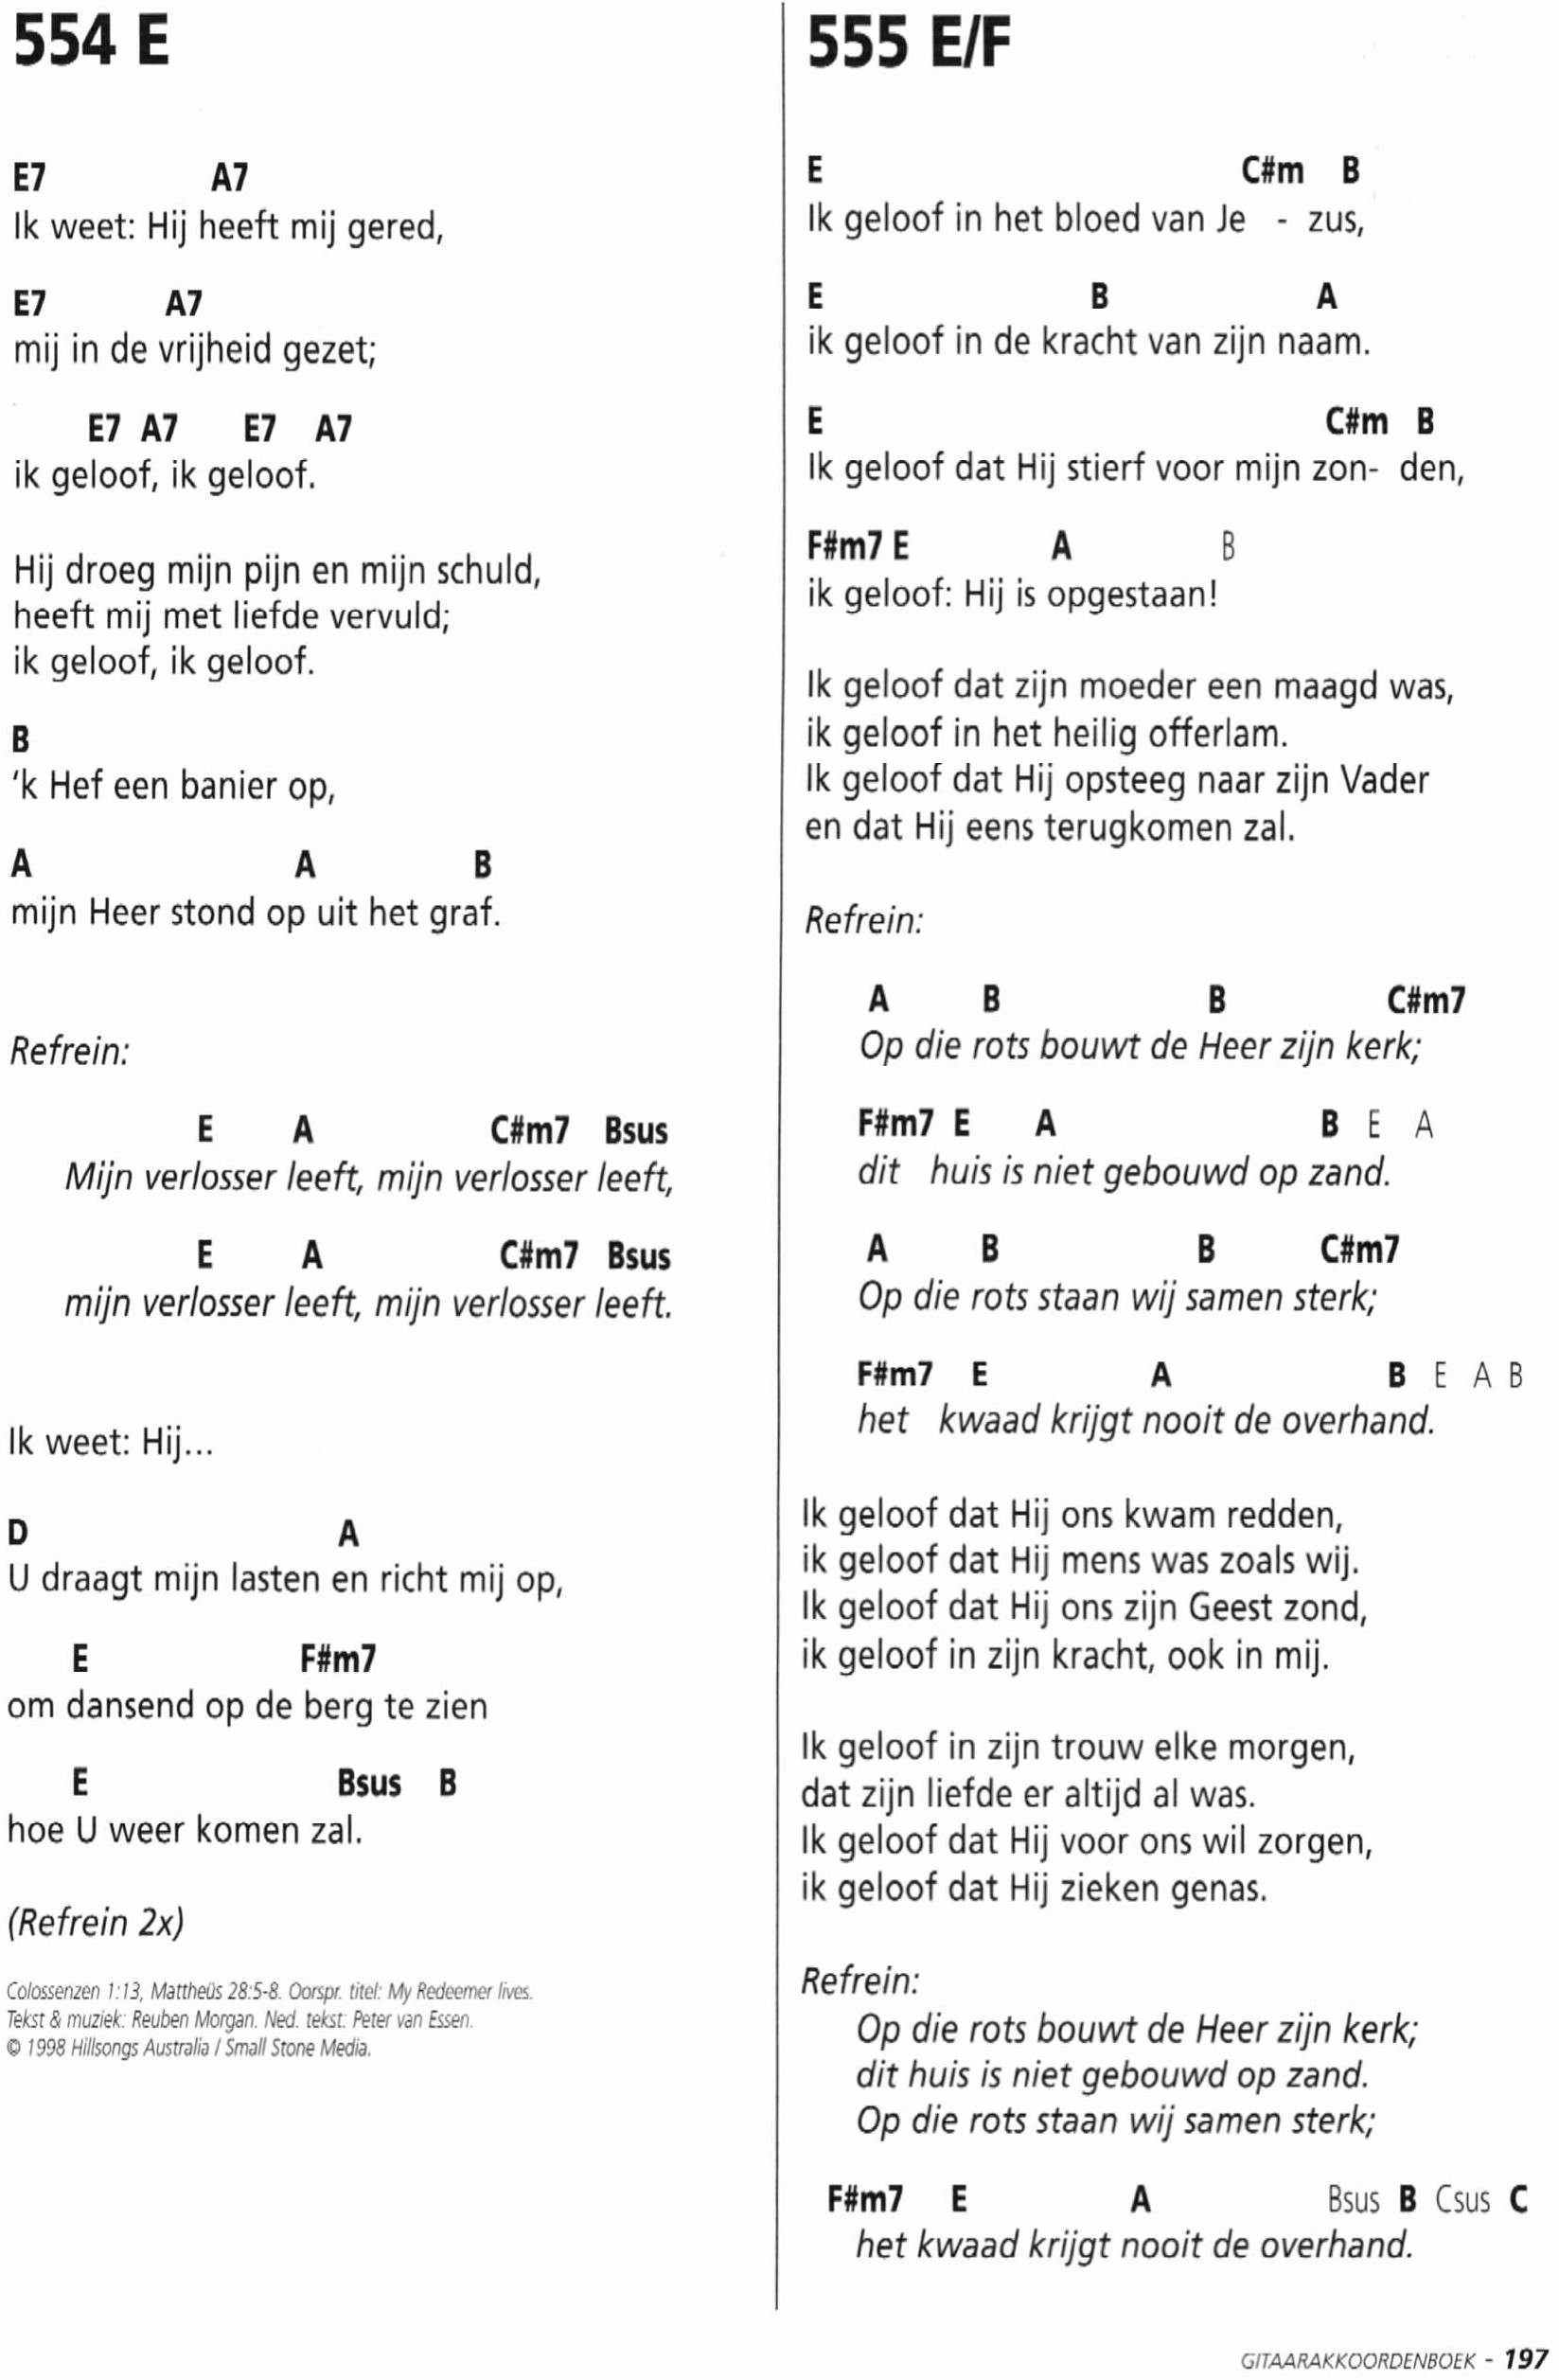 554 E
E7 A7
Ik weet: Hij heeft mij gered,
E7 A7
mij in de vrijheid gezet;
E7 A7 E7 A7
ik geloof, ik geloof.
Hij droeg mijn pijn en mijn schuld,
heeft mij met liefde vervuld;
ik geloof, ik geloof.
B
‘k Hef een banier op,
A A B
mijn Heer stond op uit het graf.
Refrein:
E A C#m7 Bsus
Mijn verlosser leeft, mijn verlosser leeft,
E A C#m7 Bsus
mijn verlosser leeft, mijn verlosser leeft.
Ik weet: Hij...
D A
U draagt mijn lasten en richt mij op,
E F#m7
om dansend op de berg te zien
E Bsus B
hoe U weer komen zal.
(Refrein 2x)
Colossenzen 1:13, Mattheüs 28:5-8. Oorspr. titel: My Redeemer lives.
Tekst & muziek: Reuben Morgan. Ned. tekst: Peter van Essen.
© 1998 Hillsongs Australia / Small Stone Media.
555 E/F
E C#m B
Ik geloof in het bloed van Je - zus,
E B A
ik geloof in de kracht van zijn naam.
E C#m B
Ik geloof dat Hij stierf voor mijn zon- den,
F#m7 E A B
ik geloof: Hij is opgestaan!
Ik geloof dat zijn moeder een maagd was,
ik geloof in het heilig offerlam.
Ik geloof dat Hij opsteeg naar zijn Vader
en dat Hij eens terugkomen zal.
Refrein:
A B B C#m7
Op die rots bouwt de Heer zijn kerk;
F#m7 E A B E A
dit huis is niet gebouwd op zand.
A B B C#m7
Op die rots staan wij samen sterk;
F#m7 E A B E A B
het kwaad krijgt nooit de overhand.
Ik geloof dat Hij ons kwam redden,
ik geloof dat Hij mens was zoals wij.
Ik geloof dat Hij ons zijn Geest zond,
ik geloof in zijn kracht, ook in mij.
Ik geloof in zijn trouw elke morgen,
dat zijn liefde er altijd al was.
Ik geloof dat Hij voor ons wil zorgen,
ik geloof dat Hij zieken genas.
Refrein:
Op die rots bouwt de Heer zijn kerk;
dit huis is niet gebouwd op zand.
Op die rots staan wij samen sterk;
F#m7 E A Bsus B Csus C
het kwaad krijgt nooit de overhand.
GITAARAKKOORDENBOEK - 197